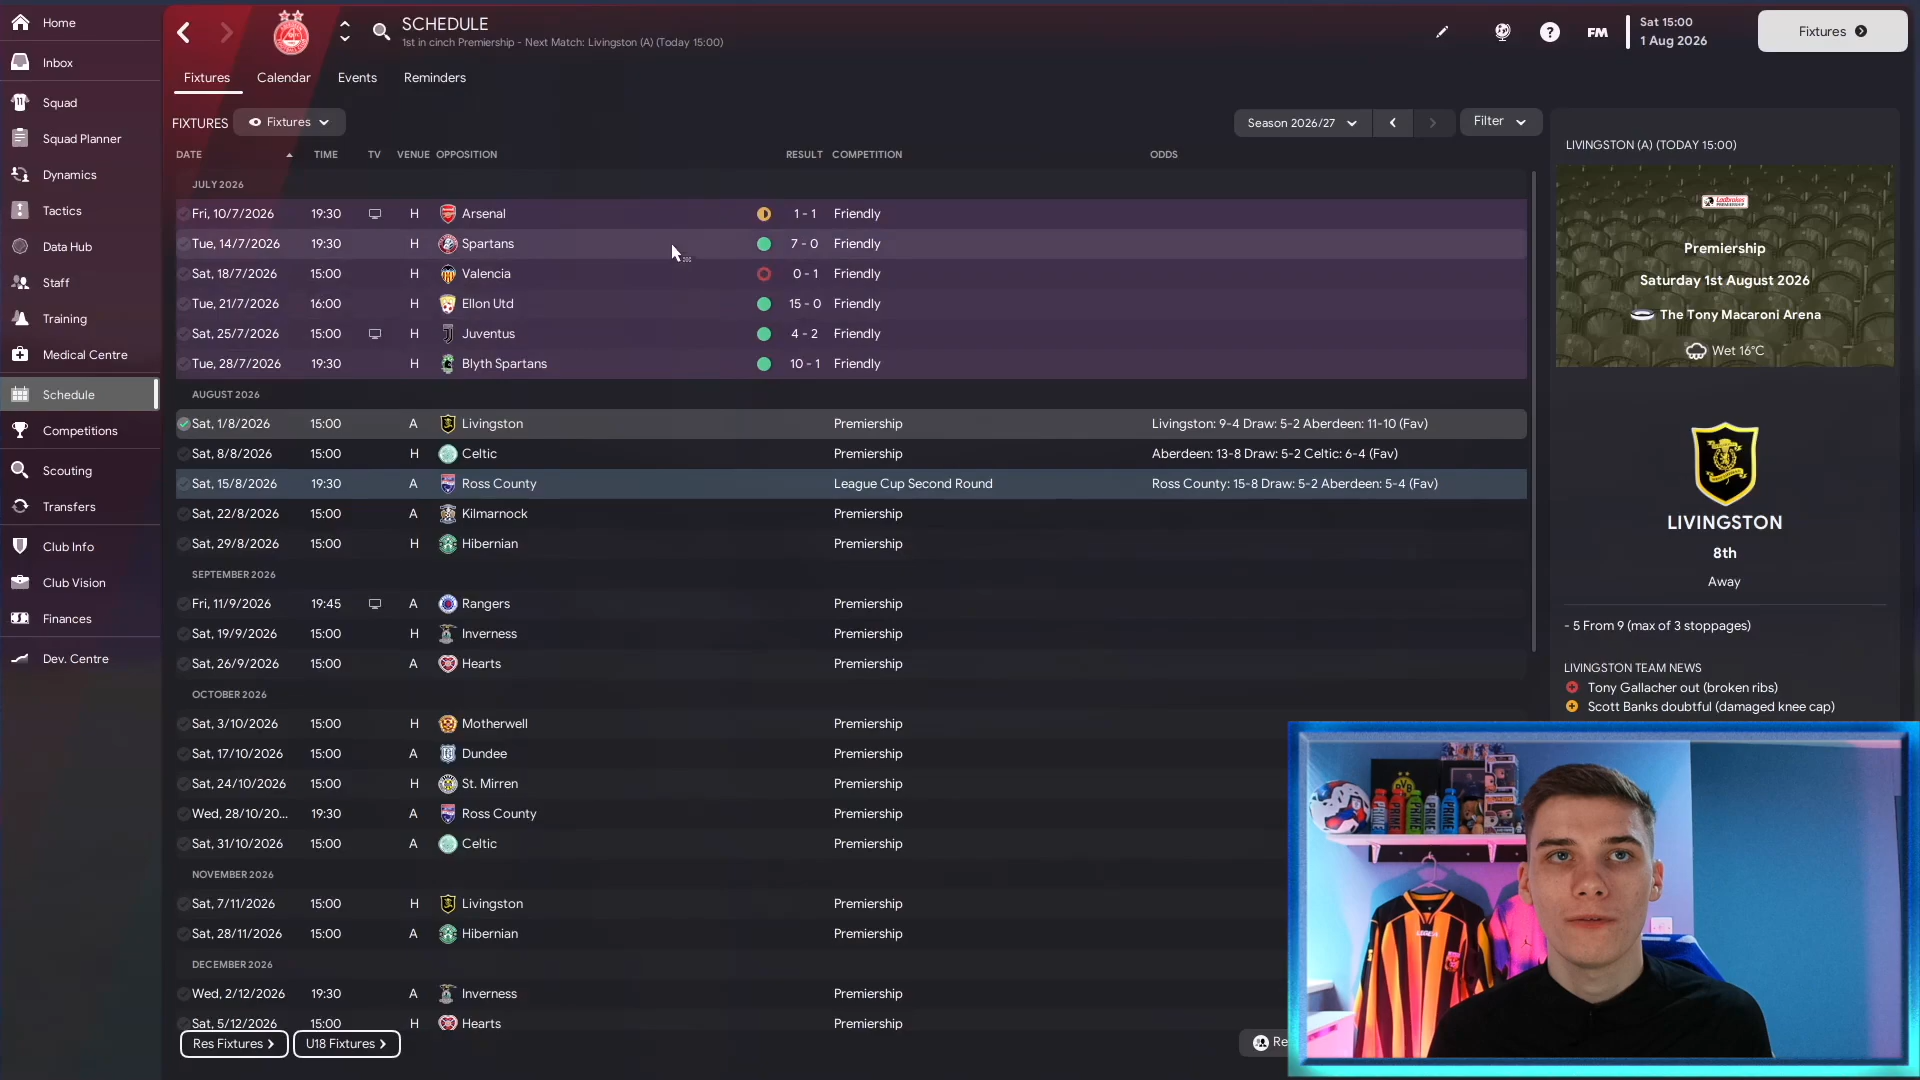 Home
Inbox
Squad
Squad Planner
Dynamics
Tactics
Data Hub
Staff
Training
Medical Centre
Schedule
Competitions
Scouting
Transfers
Club Info
Club Vision
Finances
Dev. Centre
SCHEDULE
1st in cinch Premiership - Next Match: Livingston (A) (Today 15:00)
FM
Sat 15:00
1 Aug 2026
Fixtures
Fixtures Calendar Events Reminders
FIXTURES Fixtures
Season 2026/27 Filter
DATE TIME TV VENUE OPPOSITION RESULT COMPETITION ODDS
JULY 2026
Fri, 10/7/2026 19:30 H Arsenal 1 - 1 Friendly
Tue, 14/7/2026 19:30 H Spartans 7 - 0 Friendly
Sat, 18/7/2026 15:00 H Valencia 0 - 1 Friendly
Tue, 21/7/2026 16:00 H Ellon Utd 15 - 0 Friendly
Sat, 25/7/2026 15:00 H Juventus 4 - 2 Friendly
Tue, 28/7/2026 19:30 H Blyth Spartans 10 - 1 Friendly
AUGUST 2026
Sat, 1/8/2026 15:00 A Livingston Premiership Livingston: 9-4 Draw: 5-2 Aberdeen: 11-10 (Fav)
Sat, 8/8/2026 15:00 H Celtic Premiership Aberdeen: 13-8 Draw: 5-2 Celtic: 6-4 (Fav)
Sat, 15/8/2026 19:30 A Ross County League Cup Second Round Ross County: 15-8 Draw: 5-2 Aberdeen: 5-4 (Fav)
Sat, 22/8/2026 15:00 A Kilmarnock Premiership
Sat, 29/8/2026 15:00 H Hibernian Premiership
SEPTEMBER 2026
Fri, 11/9/2026 19:45 A Rangers Premiership
Sat, 19/9/2026 15:00 H Inverness Premiership
Sat, 26/9/2026 15:00 A Hearts Premiership
OCTOBER 2026
Sat, 3/10/2026 15:00 H Motherwell Premiership
Sat, 17/10/2026 15:00 A Dundee Premiership
Sat, 24/10/2026 15:00 H St. Mirren Premiership
Wed, 28/10/20... 19:30 A Ross County Premiership
Sat, 31/10/2026 15:00 A Celtic Premiership
NOVEMBER 2026
Sat, 7/11/2026 15:00 H Livingston Premiership
Sat, 28/11/2026 15:00 A Hibernian Premiership
DECEMBER 2026
Wed, 2/12/2026 19:30 A Inverness Premiership
Sat, 5/12/2026 15:00 H Hearts Premiership
Res Fixtures U18 Fixtures
Re
LIVINGSTON (A) (TODAY 15:00)
Ladbrokes
PREMIERSHIP
Premiership
Saturday 1st August 2026
The Tony Macaroni Arena
Wet 16°C
LIVINGSTON
8th
Away
- 5 From 9 (max of 3 stoppages)
LIVINGSTON TEAM NEWS
Tony Gallacher out (broken ribs)
Scott Banks doubtful (damaged knee cap)
BVB
PRIME PRIME PRIME PRIME PRIME